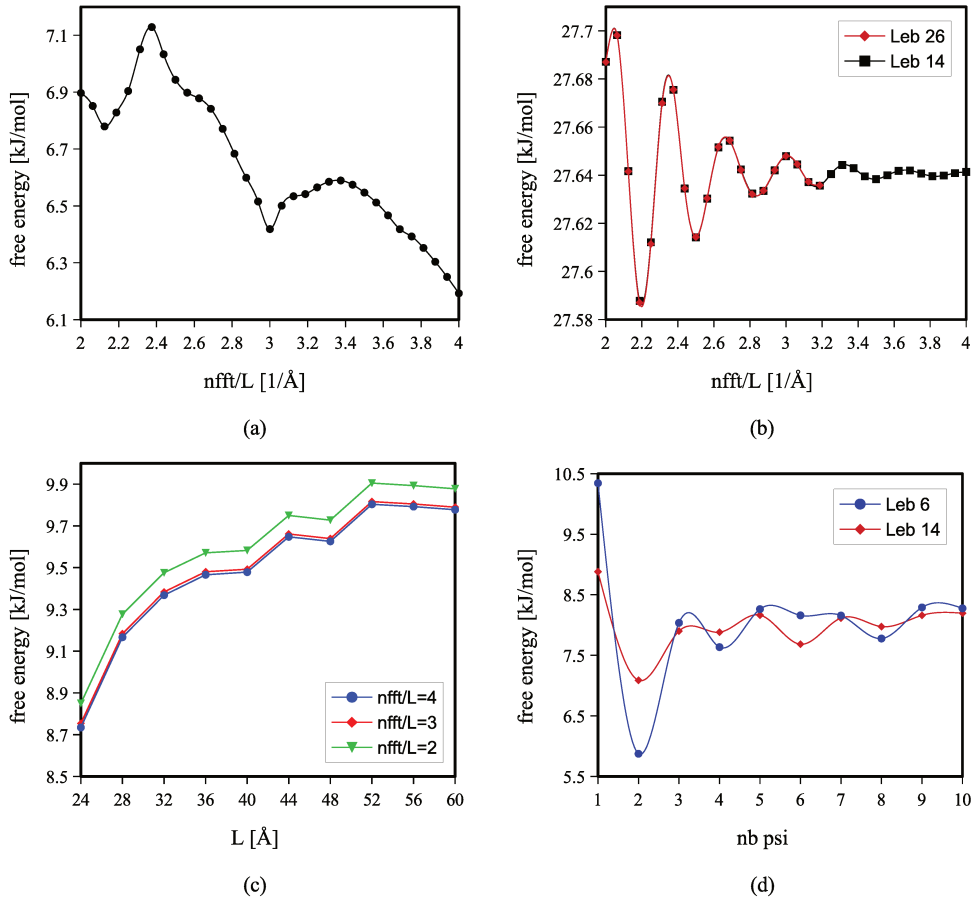 7.1
6.9
6.7
6.5
6.3
6.1
free energy [kJ/mol]
2 2.2 2.4 2.6 2.8 3 3.2 3.4 3.6 3.8 4
nfft/L [1/Å]
(a)
27.7
27.68
27.66
27.64
27.62
27.6
27.58
free energy [kJ/mol]
Leb 26
Leb 14
2 2.2 2.4 2.6 2.8 3 3.2 3.4 3.6 3.8 4
nfft/L [1/Å]
(b)
9.9
9.7
9.5
9.3
9.1
8.9
8.7
8.5
free energy [kJ/mol]
nfft/L=4
nfft/L=3
nfft/L=2
24 28 32 36 40 44 48 52 56 60
L [Å]
(c)
10.5
9.5
8.5
7.5
6.5
5.5
free energy [kJ/mol]
Leb 6
Leb 14
1 2 3 4 5 6 7 8 9 10
nb psi
(d)